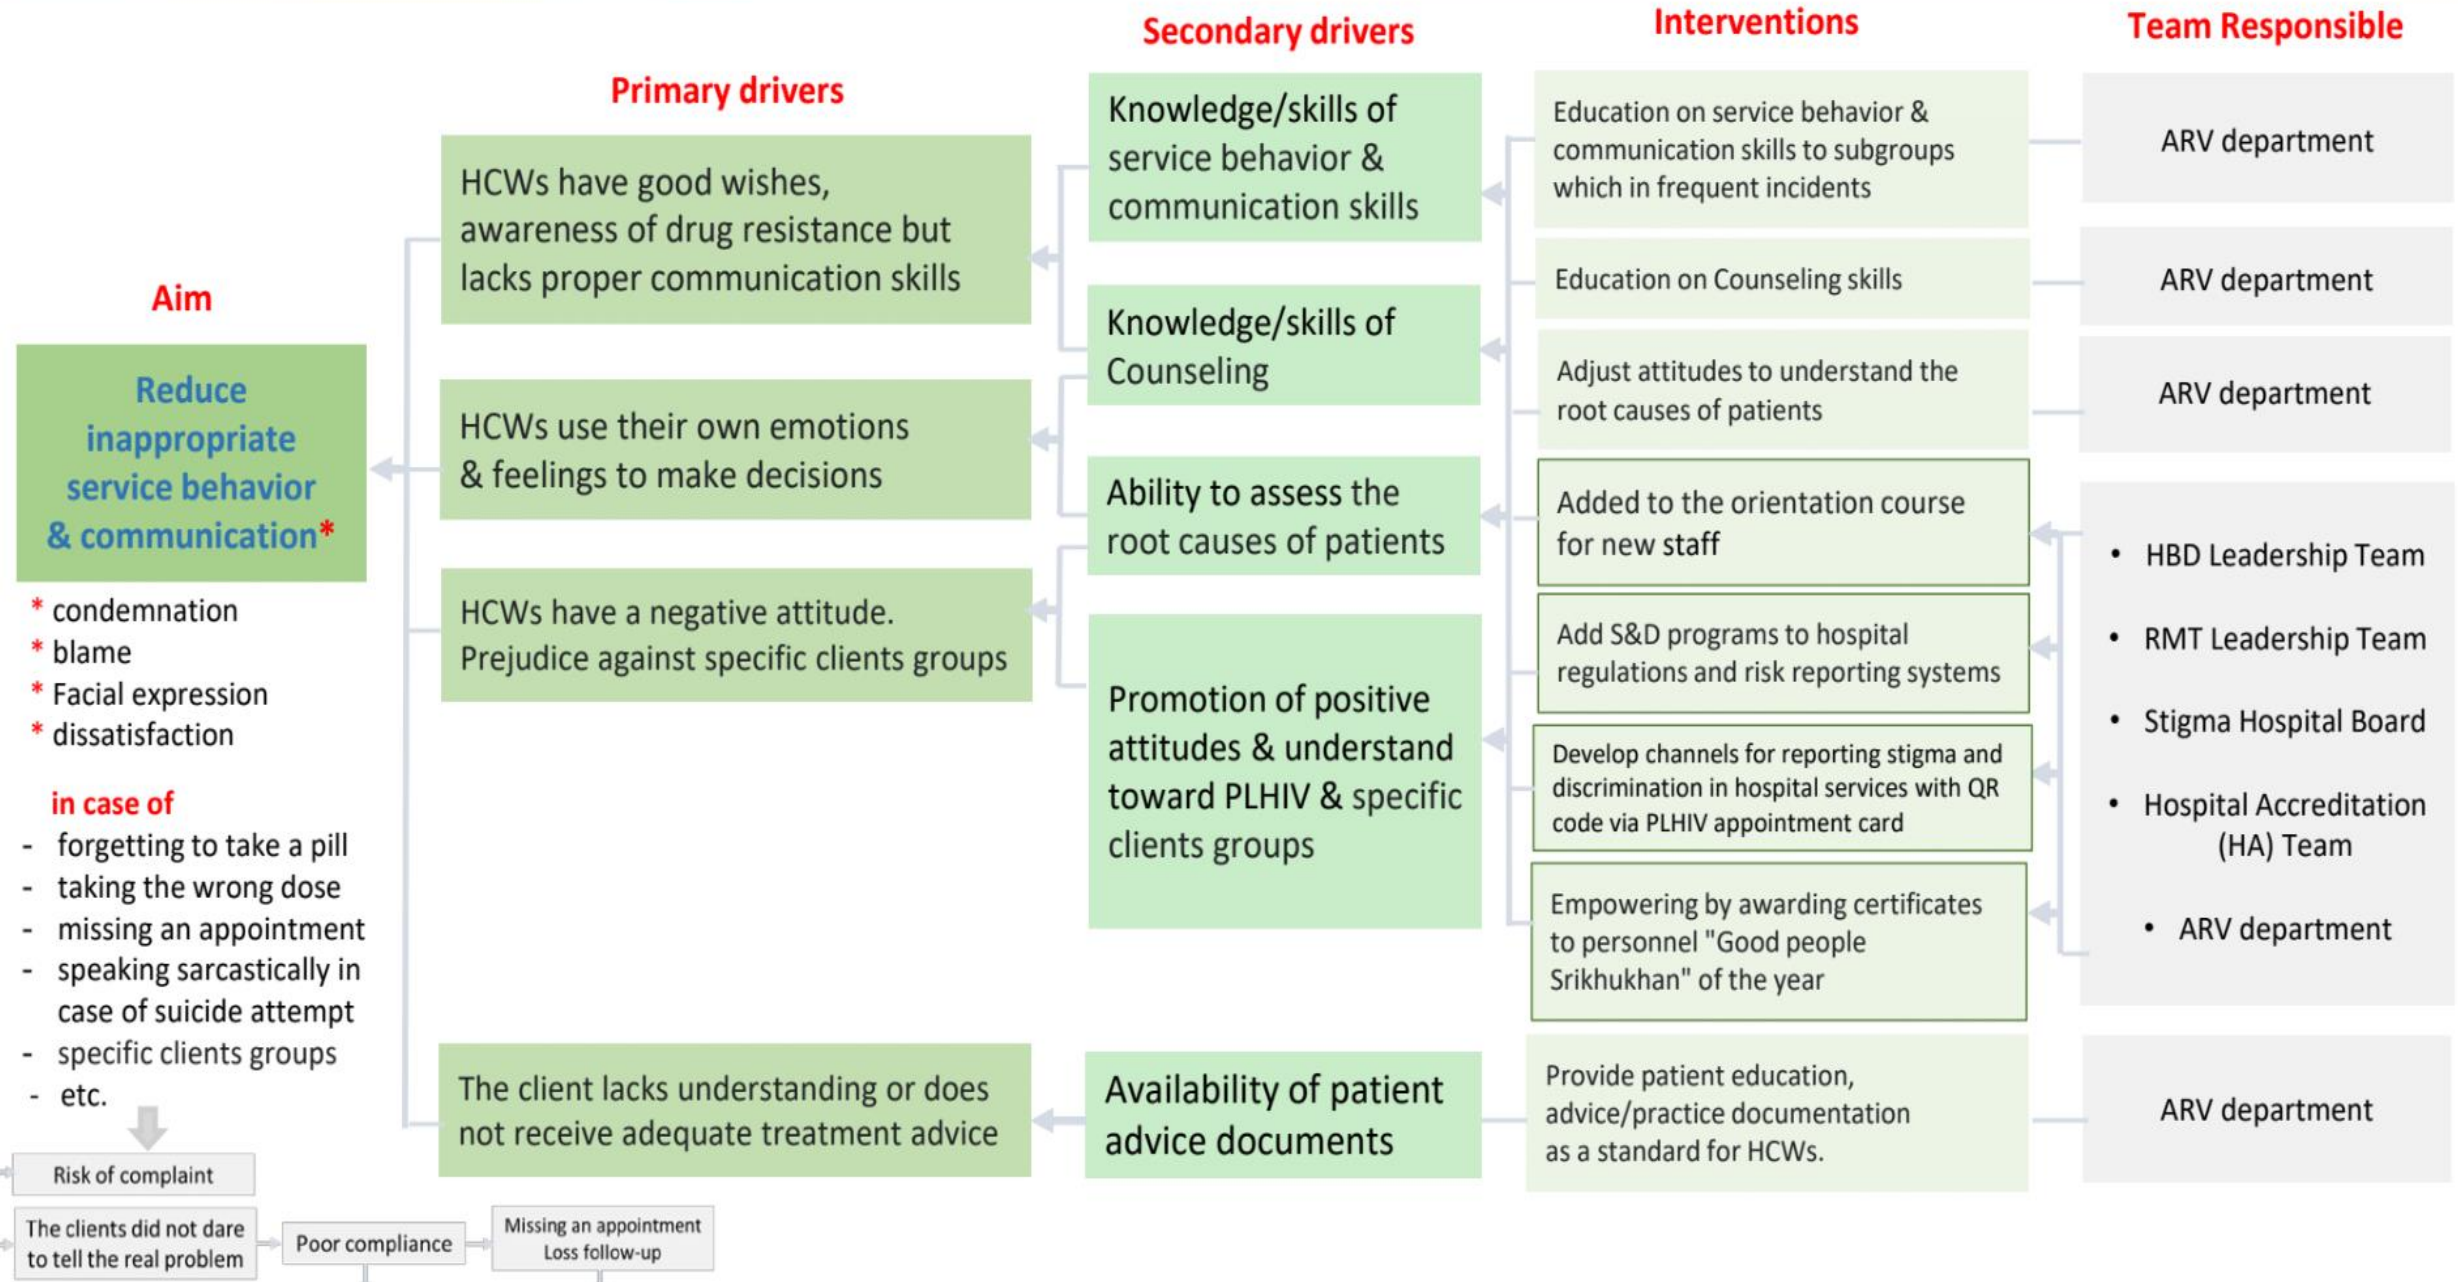 Aim
Reduce
inappropriate
service behavior
& communication*
* condemnation
* blame
* Facial expression
* dissatisfaction
in case of
- forgetting to take a pill
- taking the wrong dose
- missing an appointment
- speaking sarcastically in
case of suicide attempt
- specific clients groups
- etc.
Risk of complaint
The clients did not dare
to tell the real problem
Poor compliance
Missing an appointment
Loss follow-up
Primary drivers
HCWs have good wishes,
awareness of drug resistance but
lacks proper communication skills
HCWs use their own emotions
& feelings to make decisions
HCWs have a negative attitude.
Prejudice against specific clients groups
The client lacks understanding or does
not receive adequate treatment advice
Secondary drivers
Knowledge/skills of
service behavior &
communication skills
Knowledge/skills of
Counseling
Ability to assess the
root causes of patients
Promotion of positive
attitudes & understand
toward PLHIV & specific
clients groups
Availability of patient
advice documents
Interventions
Education on service behavior &
communication skills to subgroups
which in frequent incidents
Education on Counseling skills
Adjust attitudes to understand the
root causes of patients
Added to the orientation course
for new staff
Add S&D programs to hospital
regulations and risk reporting systems
Develop channels for reporting stigma and
discrimination in hospital services with QR
code via PLHIV appointment card
Empowering by awarding certificates
to personnel "Good people
Srikhukhan" of the year
Provide patient education,
advice/practice documentation
as a standard for HCWs.
Team Responsible
ARV department
ARV department
ARV department
• HBD Leadership Team
• RMT Leadership Team
• Stigma Hospital Board
• Hospital Accreditation
(HA) Team
• ARV department
ARV department